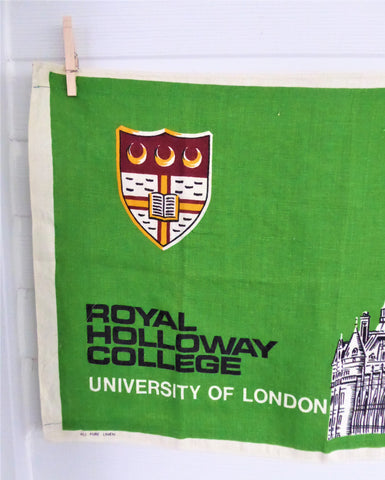 ROYAL
HOLLOWAY
COLLEGE
UNIVERSITY OF LONDON
ALL PURE LINEN